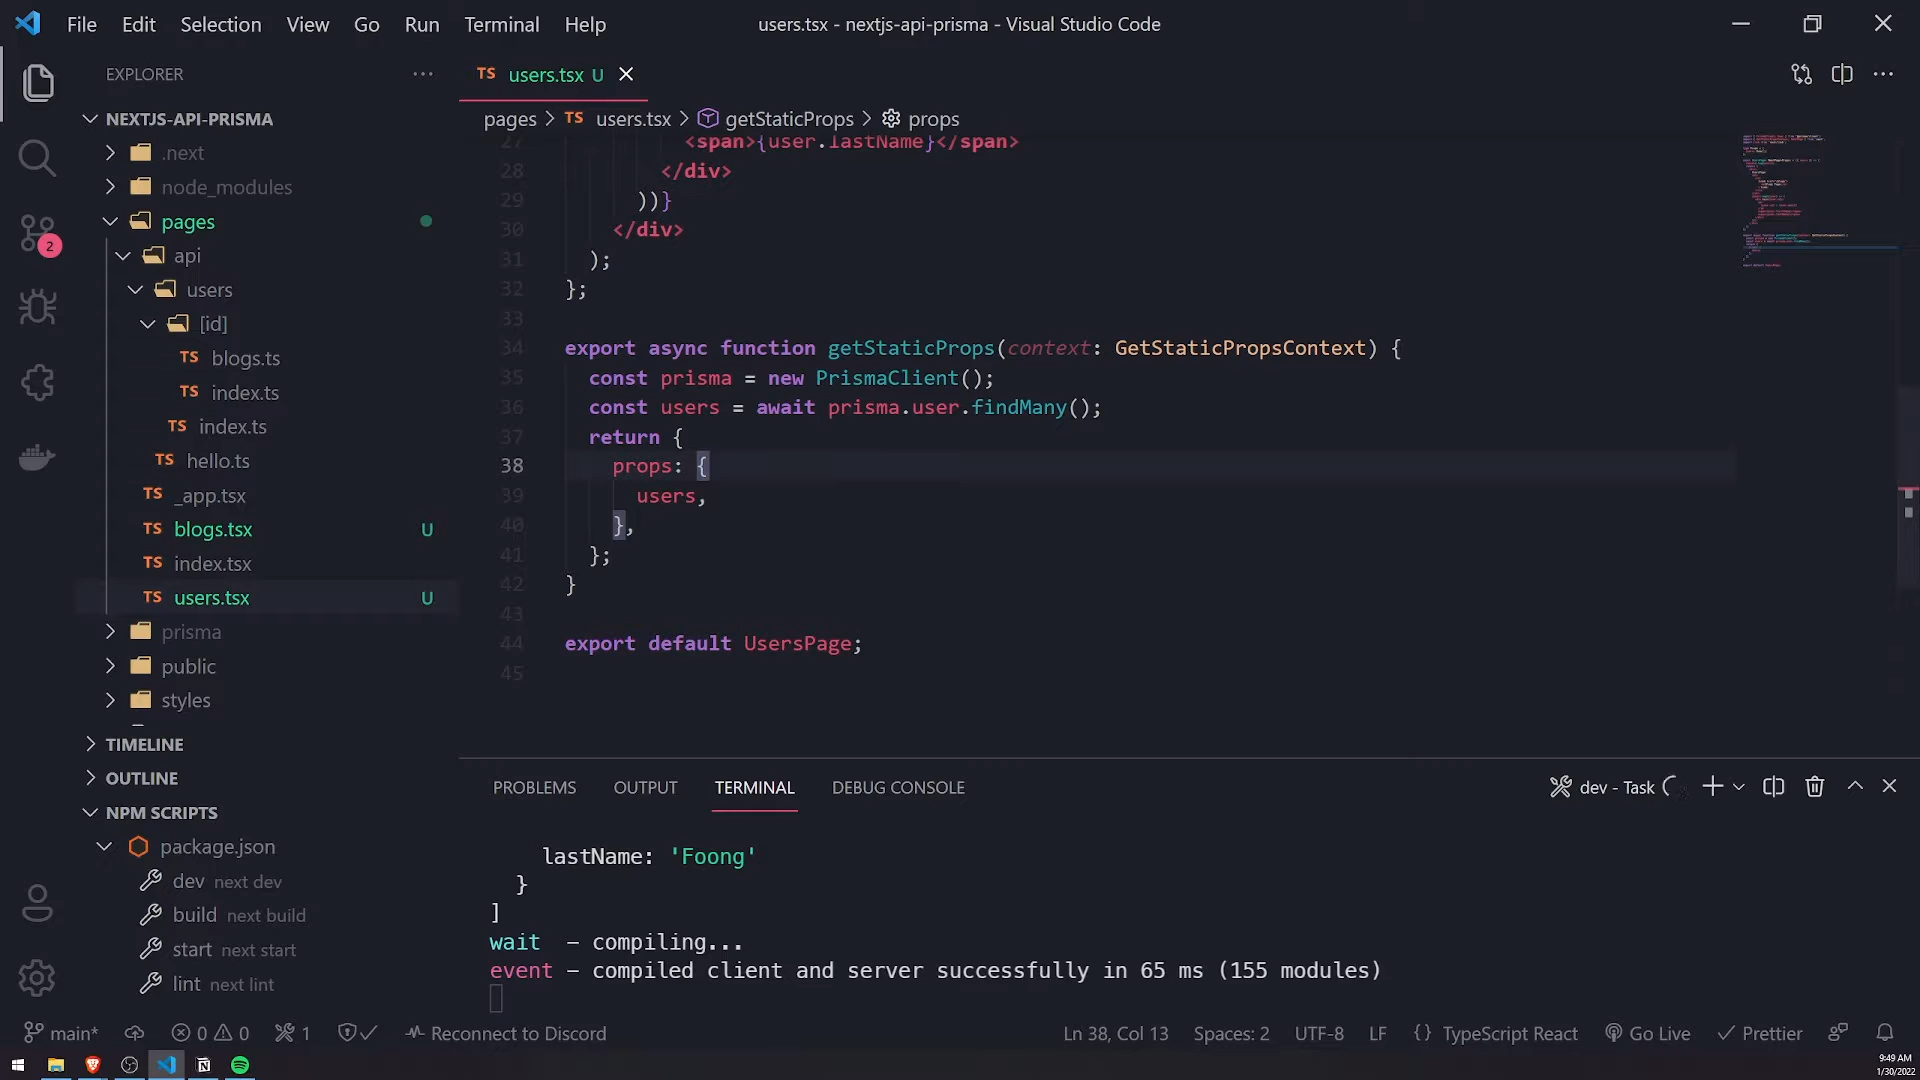 File Edit Selection View Go Run Terminal Help
users.tsx - nextjs-api-prisma - Visual Studio Code
EXPLORER
NEXTJS-API-PRISMA
.next
node_modules
pages
api
users
[id]
TS blogs.ts
TS index.ts
TS index.ts
TS hello.ts
TS _app.tsx
TS blogs.tsx U
TS index.tsx
TS users.tsx U
prisma
public
styles
TIMELINE
OUTLINE
NPM SCRIPTS
package.json
dev next dev
build next build
start next start
lint next lint
2
TS users.tsx U
pages > TS users.tsx > getStaticProps > props
27 <span>{user.lastName}</span>
28 </div>
29 ))}
30 </div>
31 );
32 };
33
34 export async function getStaticProps(context: GetStaticPropsContext) {
35 const prisma = new PrismaClient();
36 const users = await prisma.user.findMany();
37 return {
38 props: {
39 users,
40 },
41 };
42 }
43
44 export default UsersPage;
45
PROBLEMS OUTPUT TERMINAL DEBUG CONSOLE
dev - Task
lastName: 'Foong'
}
]
wait - compiling...
event - compiled client and server successfully in 65 ms (155 modules)
main* 0 0 1 Reconnect to Discord
Ln 38, Col 13 Spaces: 2 UTF-8 LF {} TypeScript React Go Live Prettier
9:49 AM
1/30/2022